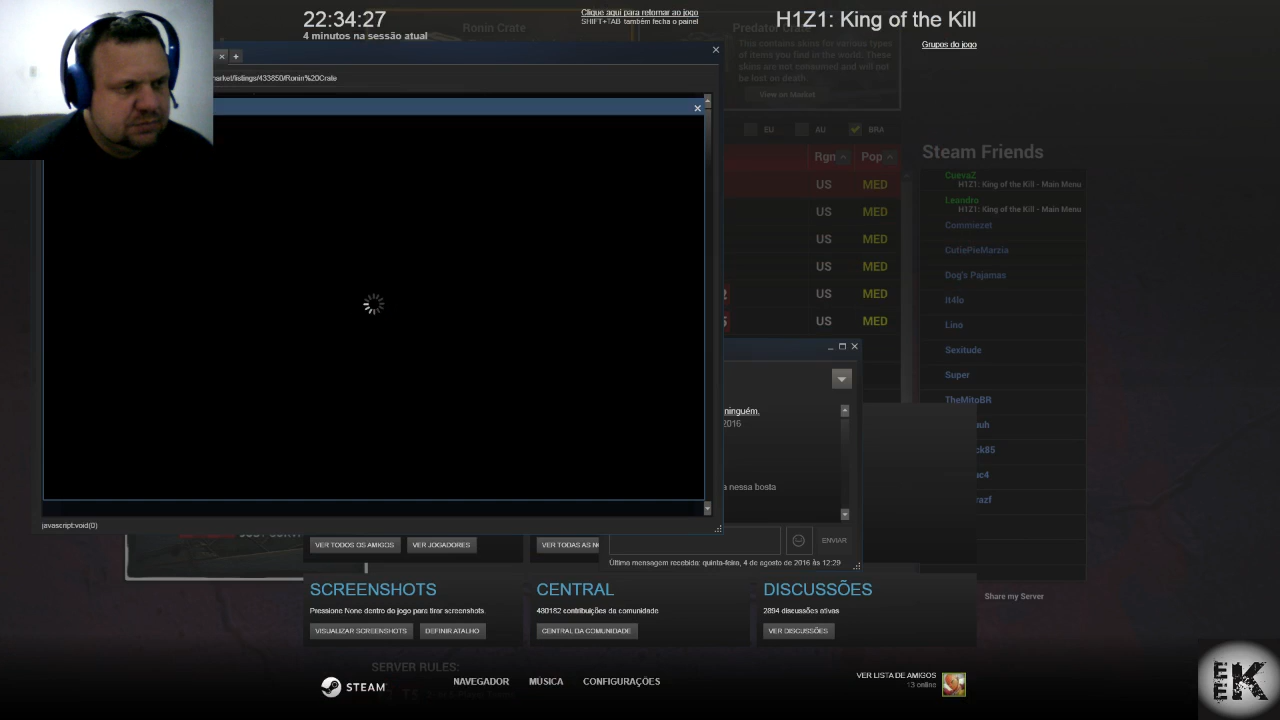 22:34:27
4 minutos na sessão atual
Clique aqui para retornar ao jogo
SHIFT+TAB também fecha o painel
H1Z1: King of the Kill
Grupos do jogo
Ronin Crate
Predator Crate
This contains skins for various types
of items you find in the world. These
skins are not consumed and will not
be lost on death.
View on Market
arket/listings/433850/Ronin%20Crate
EU
AU
BRA
Rgn
Pop
US MED
US MED
US MED
US MED
US MED
US MED
Steam Friends
CuevaZ
H1Z1: King of the Kill - Main Menu
Leandro
H1Z1: King of the Kill - Main Menu
Commiezet
CutiePieMarzia
Dog's Pajamas
It4lo
Lino
Sexitude
Super
TheMitoBR
uh
ck85
c4
azf
ninguém.
2016
a nessa bosta
javascript:void(0)
VER TODOS OS AMIGOS
VER JOGADORES
VER TODAS AS NO
ENVIAR
Última mensagem recebida: quinta-feira, 4 de agosto de 2016 às 12:29
SCREENSHOTS
Pressione None dentro do jogo para tirar screenshots.
VISUALIZAR SCREENSHOTS
DEFINIR ATALHO
CENTRAL
480182 contribuições da comunidade
CENTRAL DA COMUNIDADE
DISCUSSÕES
2894 discussões ativas
VER DISCUSSÕES
Share my Server
SERVER RULES:
STEAM
NAVEGADOR
MÚSICA
CONFIGURAÇÕES
VER LISTA DE AMIGOS
13 online